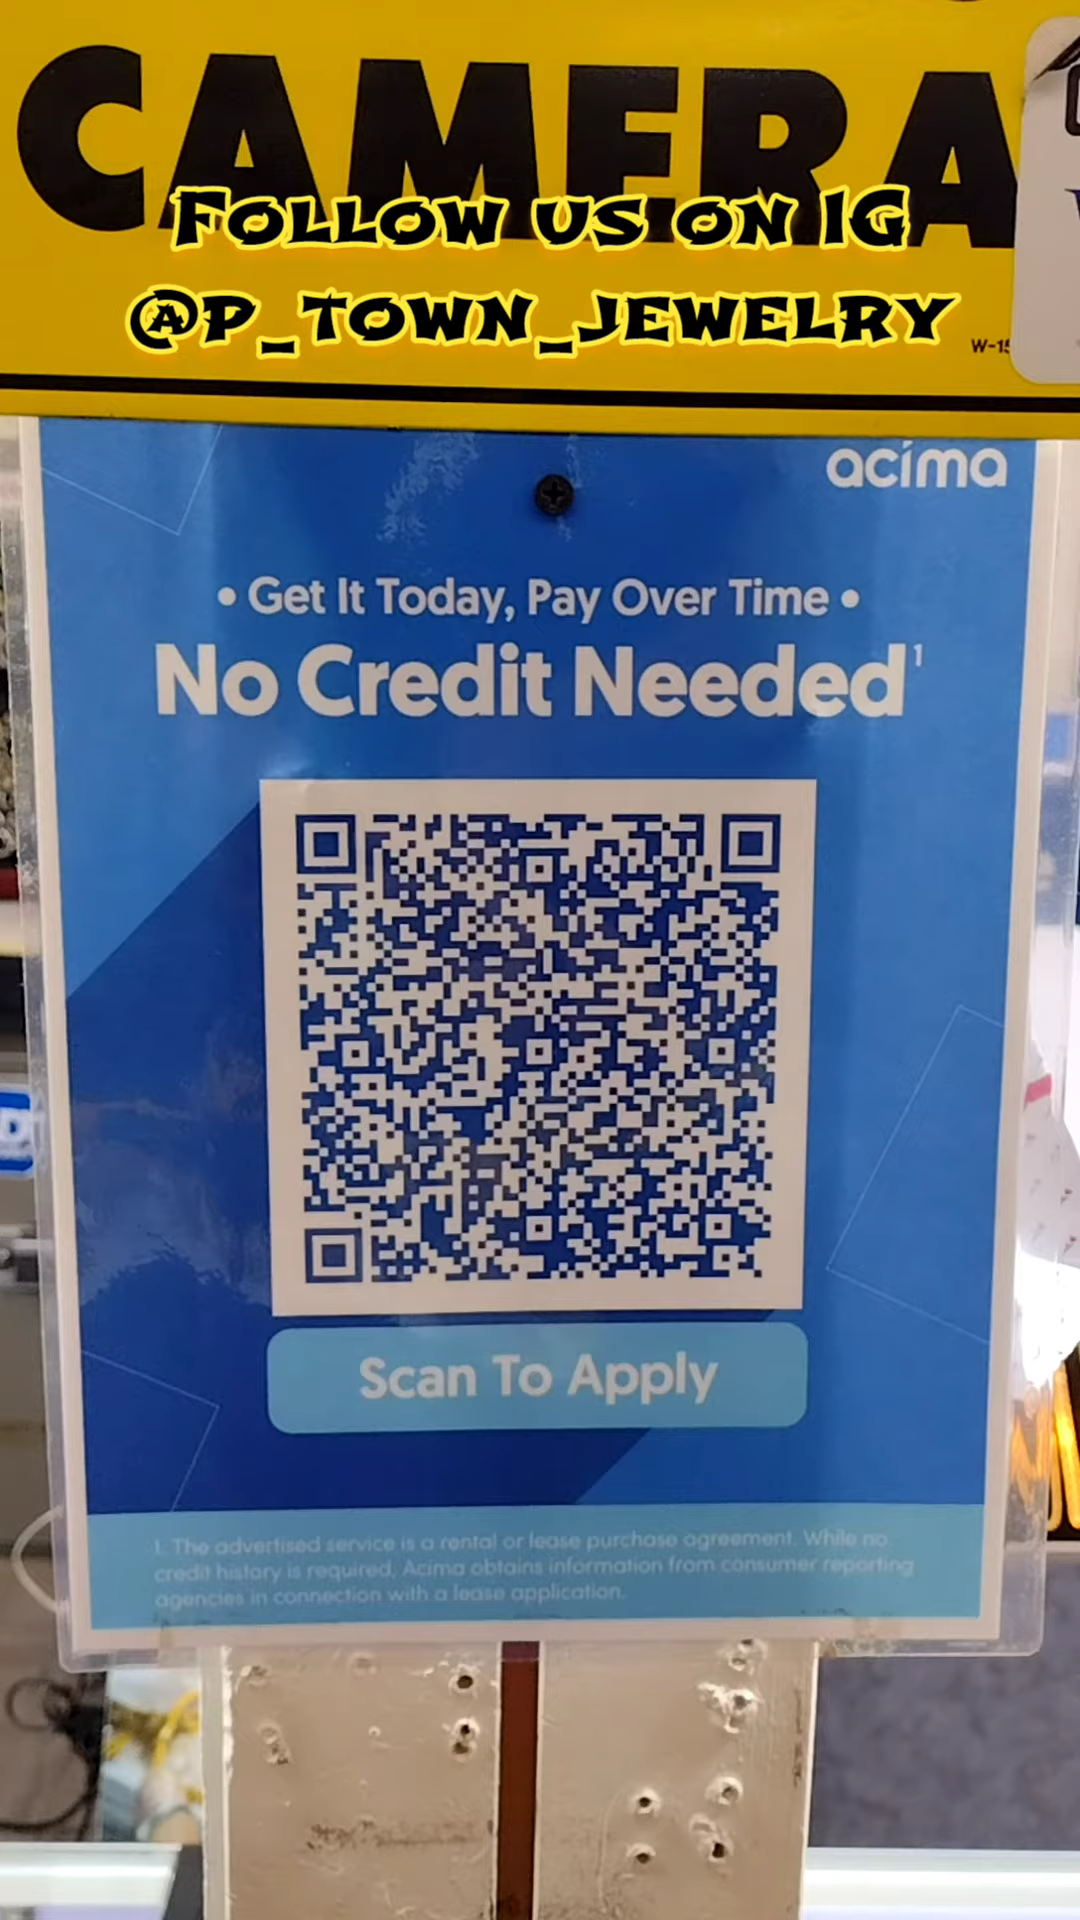 CAMERA
FOLLOW US ON IG
@P_TOWN_JEWELRY
acima
• Get It Today, Pay Over Time •
No Credit Needed¹
Scan To Apply
1. The advertised service is a rental or lease purchase agreement. While no
credit history is required, Acima obtains information from consumer reporting
agencies in connection with a lease application.